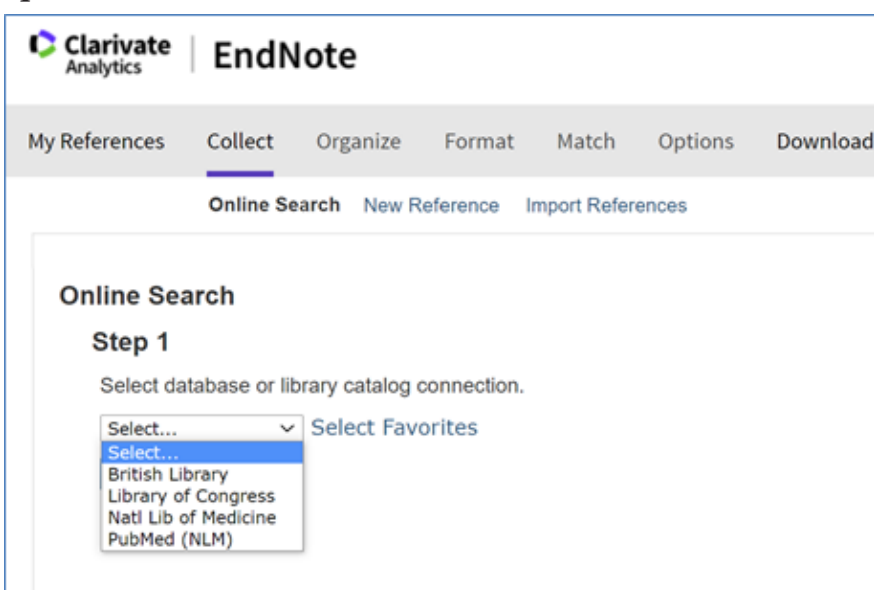 Clarivate
Analytics
EndNote
My References Collect Organize Format Match Options Download
Online Search New Reference Import References
Online Search
Step 1
Select database or library catalog connection.
Select... Select Favorites
Select...
British Library
Library of Congress
Natl Lib of Medicine
PubMed (NLM)